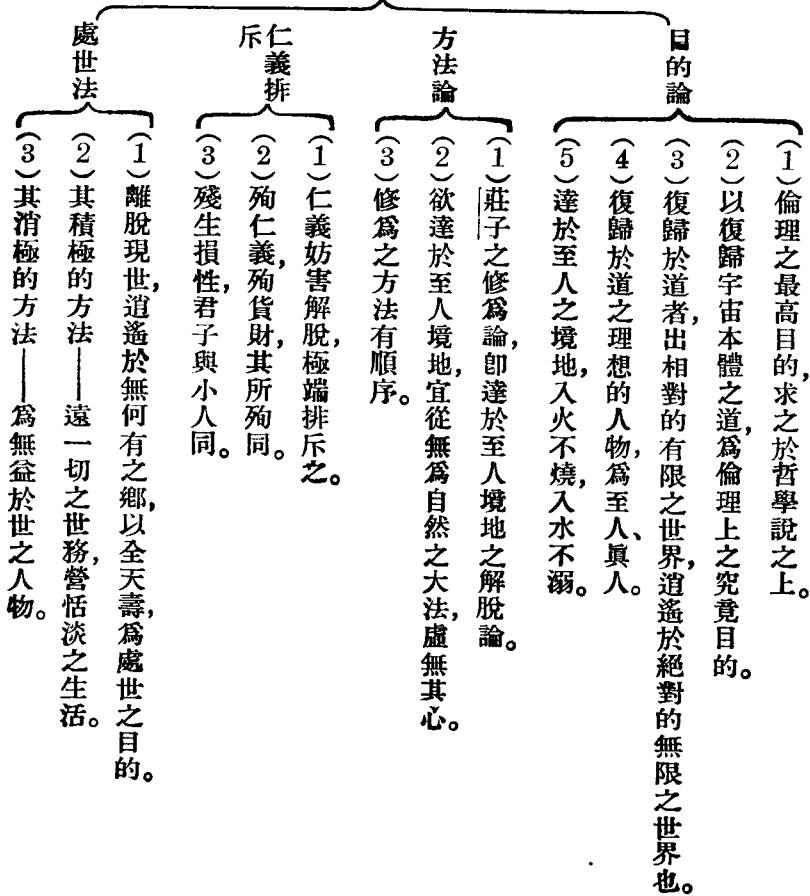 目的論
（1）倫理之最高目的，求之於哲學說之上。
（2）以復歸宇宙本體之道，爲倫理上之究竟目的。
（3）復歸於道者，出相對的有限之世界，逍遙於絕對的無限之世界也。
（4）復歸於道之理想的人物，爲至人、眞人。
（5）達於至人之境地，入火不燒，入水不溺。
方法論
（1）莊子之修爲論，卽達於至人境地之解脫論。
（2）欲達於至人境地，宜從無爲自然之大法，虛無其心。
（3）修爲之方法有順序。
仁義排
斥
（1）仁義妨害解脫，極端排斥之。
（2）殉仁義，殉貨財，其所殉同。
（3）殘生損性，君子與小人同。
處世法
（1）離脫現世，逍遙於無何有之鄕，以全天壽，爲處世之目的。
（2）其積極的方法——遠一切之世務，營恬淡之生活。
（3）其消極的方法——爲無益於世之人物。